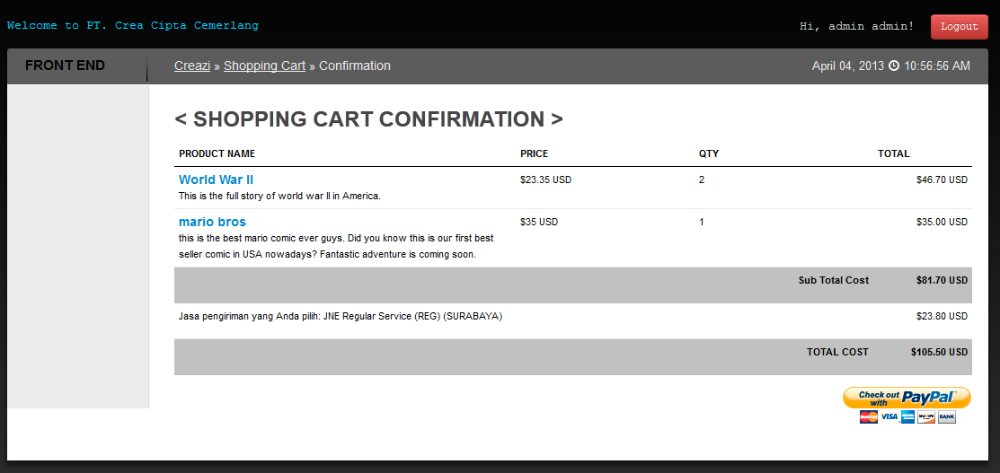 Welcome to PT. Crea Cipta Cemerlang
Hi, admin admin!
Logout
FRONT END
Creazi » Shopping Cart » Confirmation
April 04, 2013 10:56:56 AM
< SHOPPING CART CONFIRMATION >
PRODUCT NAME PRICE QTY TOTAL
World War II $23.35 USD 2 $46.70 USD
This is the full story of world war II in America.
mario bros $35 USD 1 $35.00 USD
this is the best mario comic ever guys. Did you know this is our first best
seller comic in USA nowadays? Fantastic adventure is coming soon.
Sub Total Cost $81.70 USD
Jasa pengiriman yang Anda pilih: JNE Regular Service (REG) (SURABAYA) $23.80 USD
TOTAL COST $105.50 USD
Check out
with PayPal
MasterCard VISA BANK